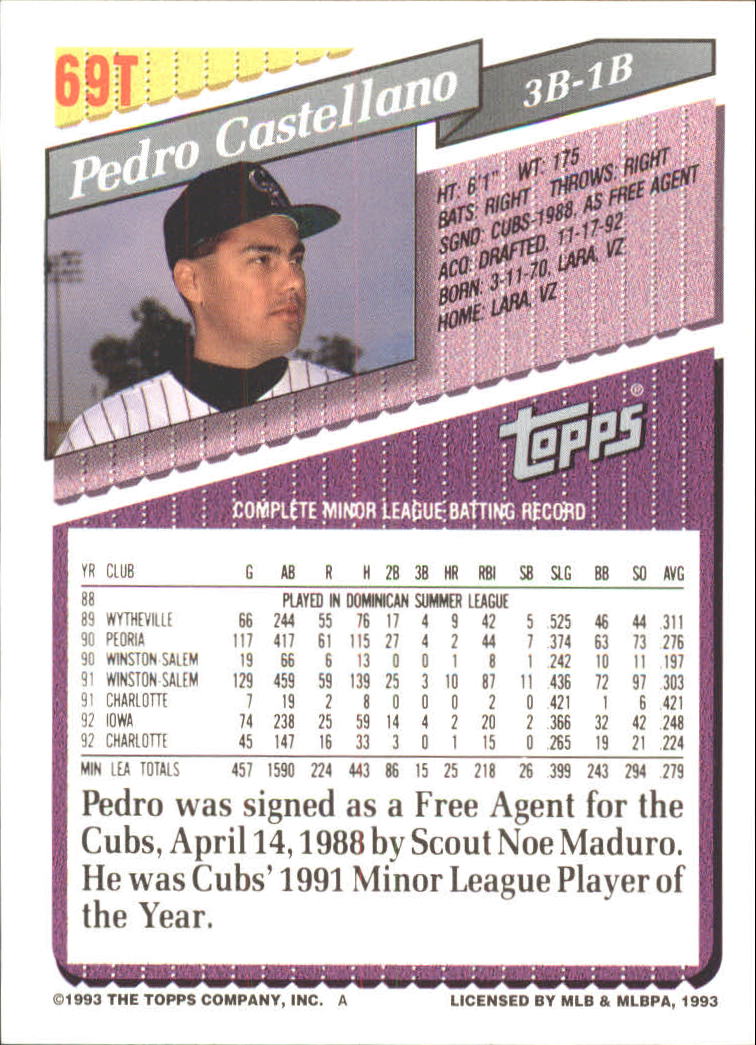 69T
Pedro Castellano
3B-1B
HT: 6'1" WT: 175
BATS: RIGHT THROWS: RIGHT
SGND: CUBS-1988, AS FREE AGENT
ACQ: DRAFTED, 11-17-92
BORN: 3-11-70, LARA, VZ
HOME: LARA, VZ
TOPPS®
COMPLETE MINOR LEAGUE BATTING RECORD
YR CLUB G AB R H 2B 3B HR RBI SB SLG BB SO AVG
88 PLAYED IN DOMINICAN SUMMER LEAGUE
89 WYTHEVILLE 66 244 55 76 17 4 9 42 5 .525 46 44 .311
90 PEORIA 117 417 61 115 27 4 2 44 7 .374 63 73 .276
90 WINSTON-SALEM 19 66 6 13 0 0 1 8 1 .242 10 11 .197
91 WINSTON-SALEM 129 459 59 139 25 3 10 87 11 .436 72 97 .303
91 CHARLOTTE 7 19 2 8 0 0 0 2 0 .421 1 6 .421
92 IOWA 74 238 25 59 14 4 2 20 2 .366 32 42 .248
92 CHARLOTTE 45 147 16 33 3 0 1 15 0 .265 19 21 .224
MIN LEA TOTALS 457 1590 224 443 86 15 25 218 26 .399 243 294 .279
Pedro was signed as a Free Agent for the
Cubs, April 14, 1988 by Scout Noe Maduro.
He was Cubs' 1991 Minor League Player of
the Year.
©1993 THE TOPPS COMPANY, INC. A LICENSED BY MLB & MLBPA, 1993